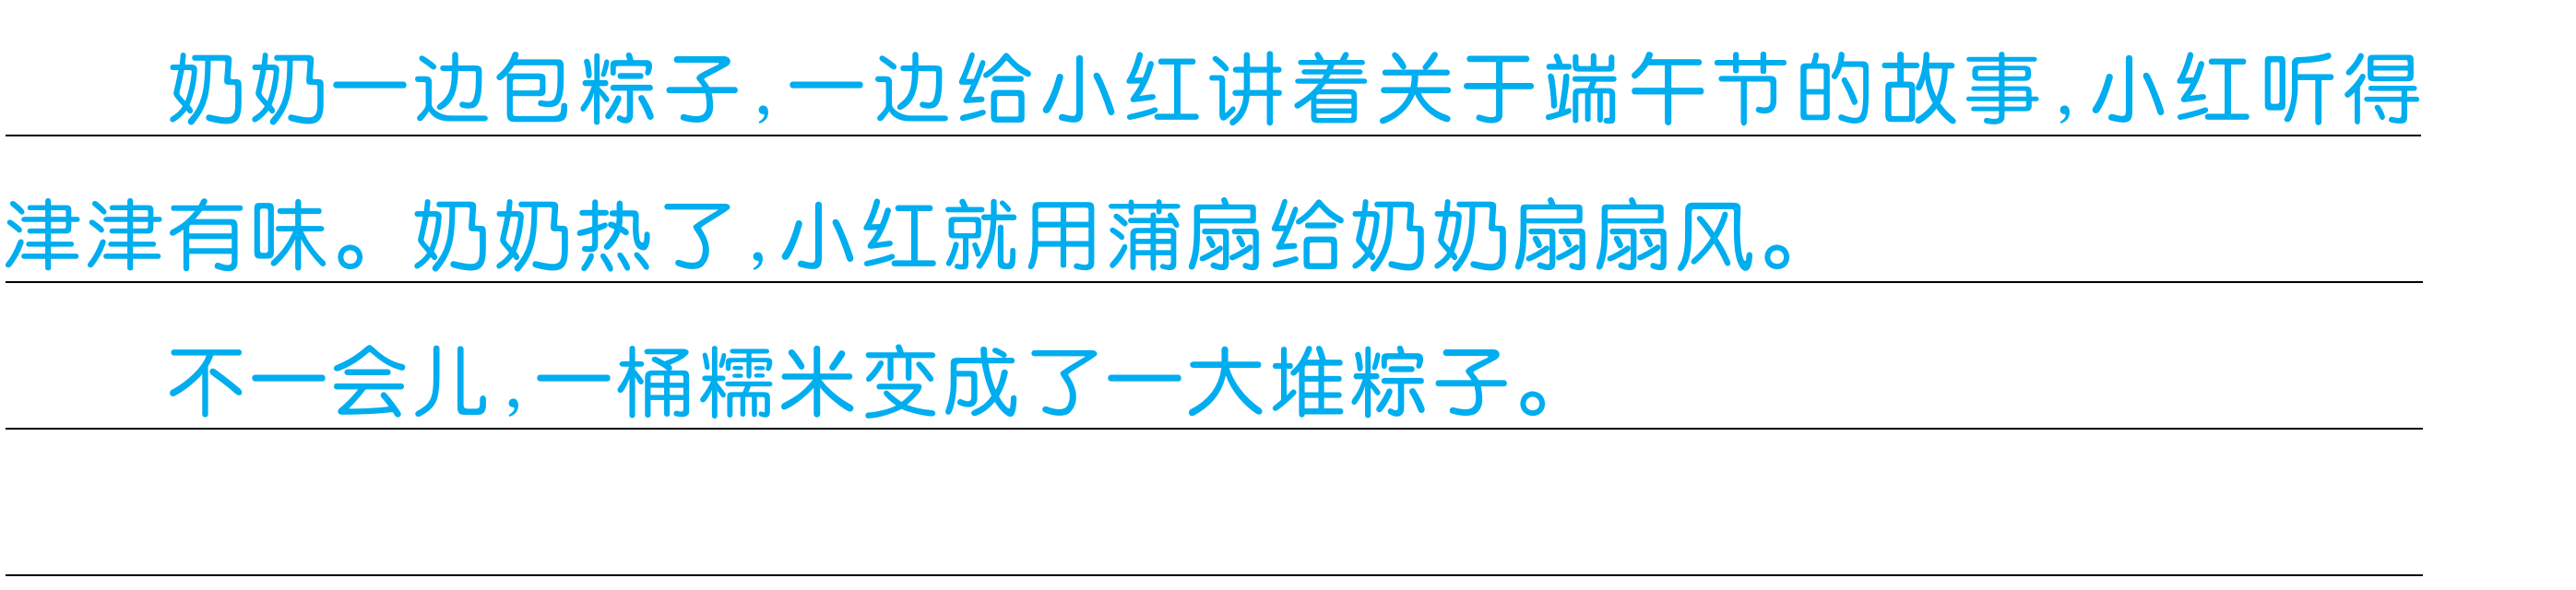 奶奶一边包粽子,一边给小红讲着关于端午节的故事,小红听得
津津有味。奶奶热了,小红就用蒲扇给奶奶扇扇风。
不一会儿,一桶糯米变成了一大堆粽子。